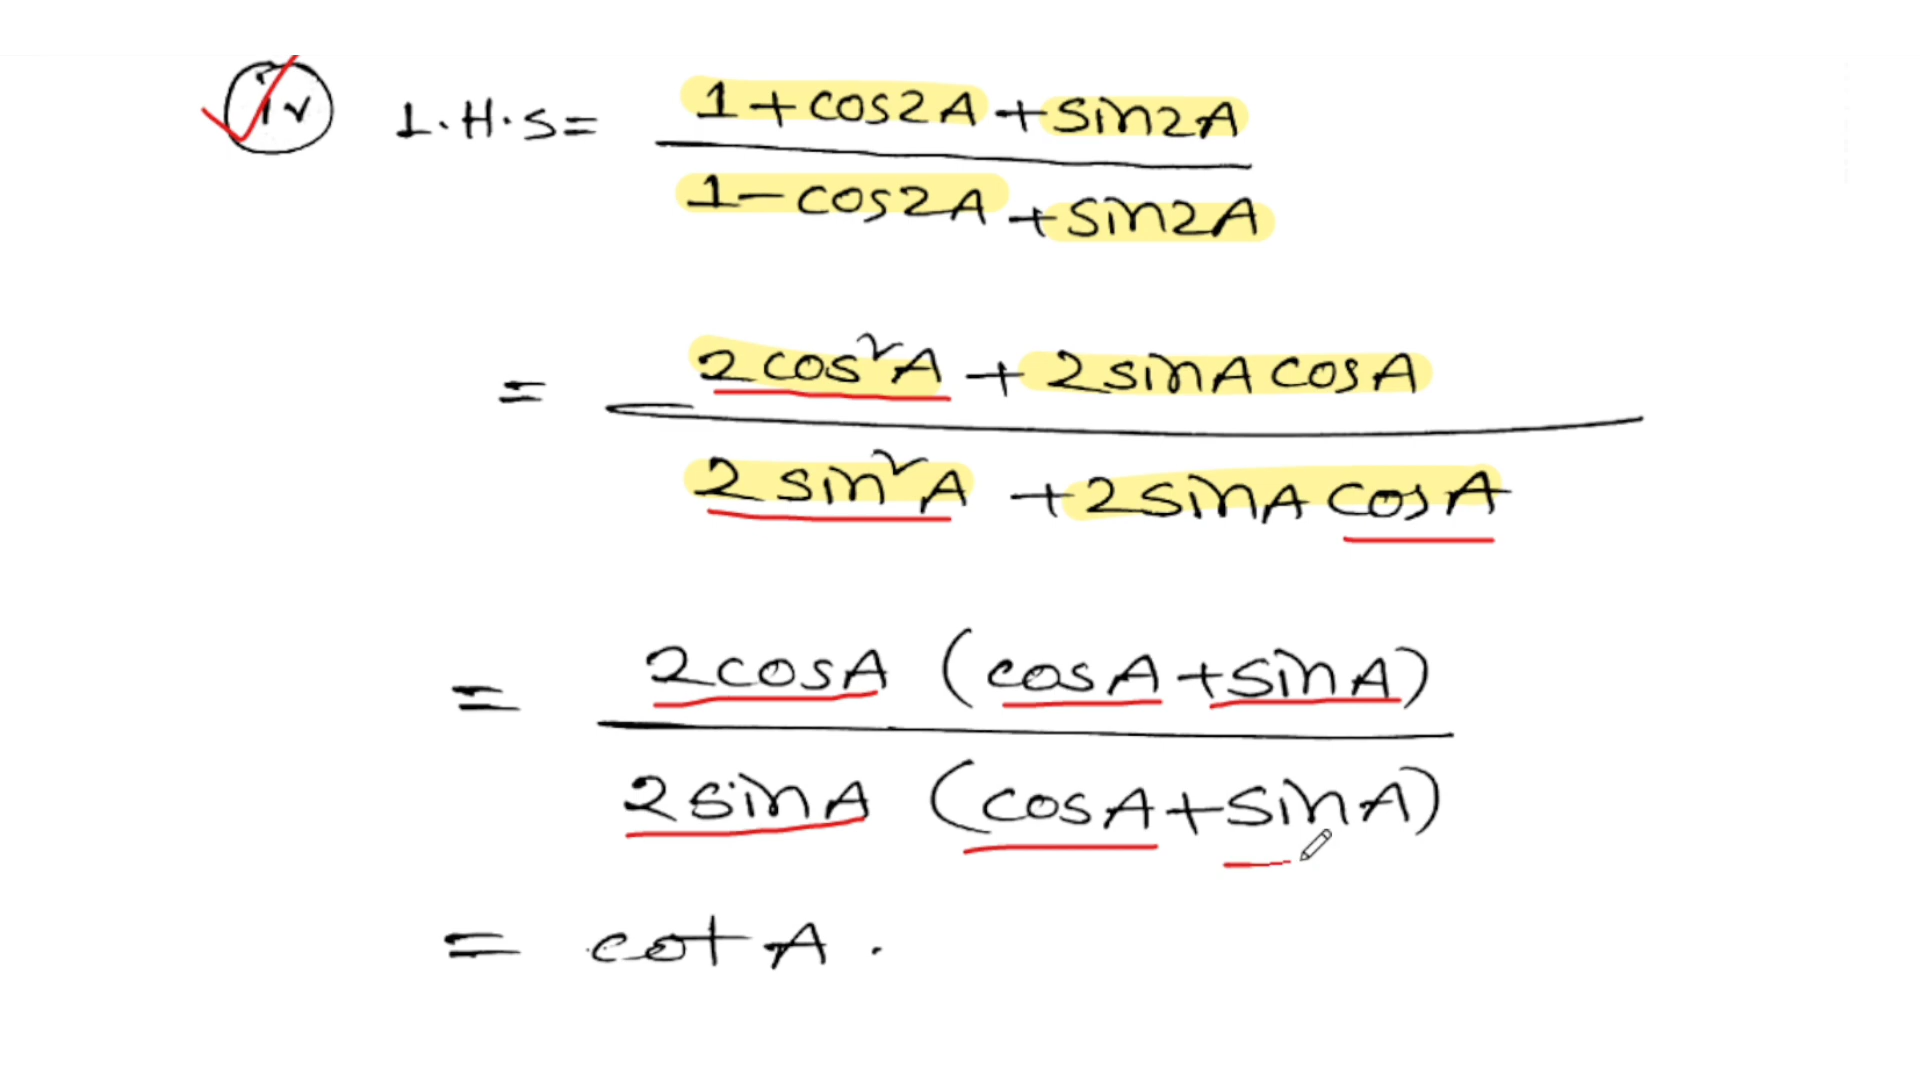 iv L.H.S = 1+cos2A+sin2A
1-cos2A+sin2A
= 2cos²A + 2sinA cosA
2sin²A + 2sinA cosA
= 2cosA (cosA+sinA)
2sinA (cosA+sinA)
= cot A.